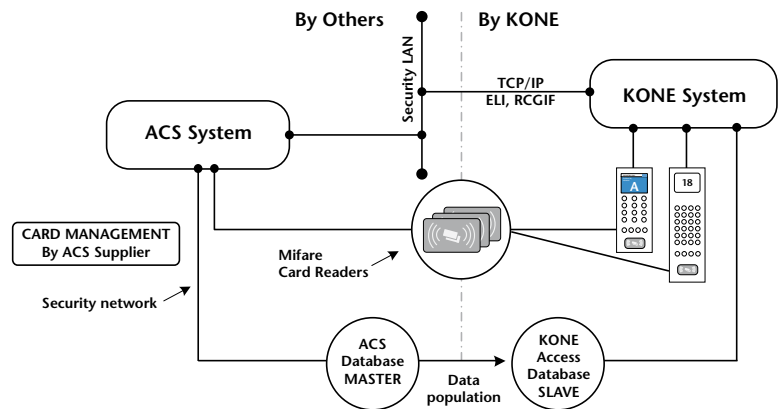 By Others
By KONE
Security LAN
TCP/IP
ELI, RCGIF
KONE System
ACS System
A
18
CARD MANAGEMENT
By ACS Supplier
Mifare
Card Readers
Security network
ACS
Database
MASTER
Data
population
KONE
Access
Database
SLAVE